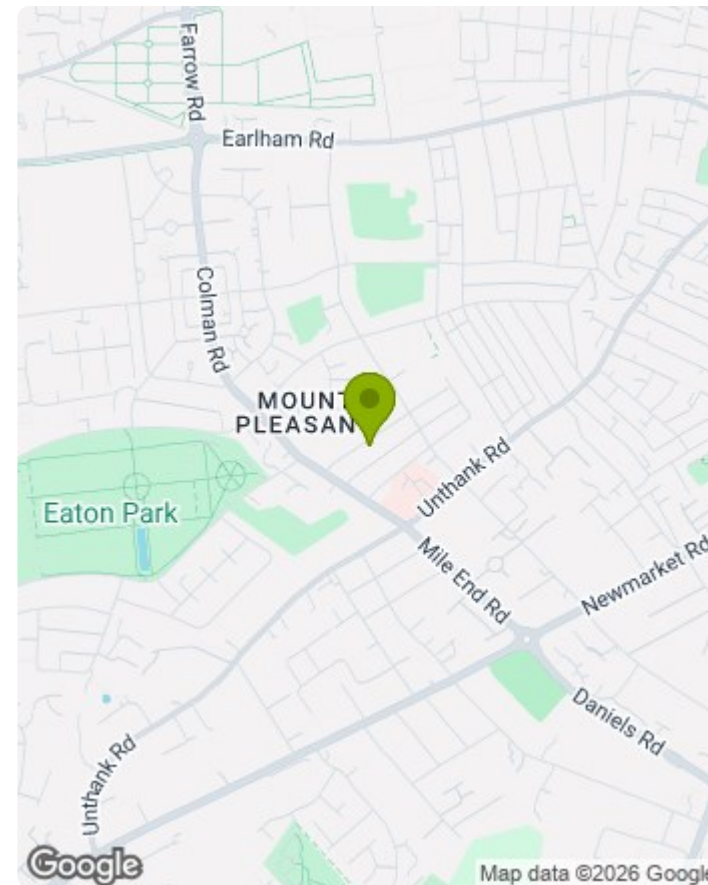 Farrow Rd
Earlham Rd
Colman Rd
MOUNT
PLEASAN
Eaton Park
Unthank Rd
Mile End Rd
Newmarket Rd
Daniels Rd
Unthank Rd
Google
Map data ©2026 Google